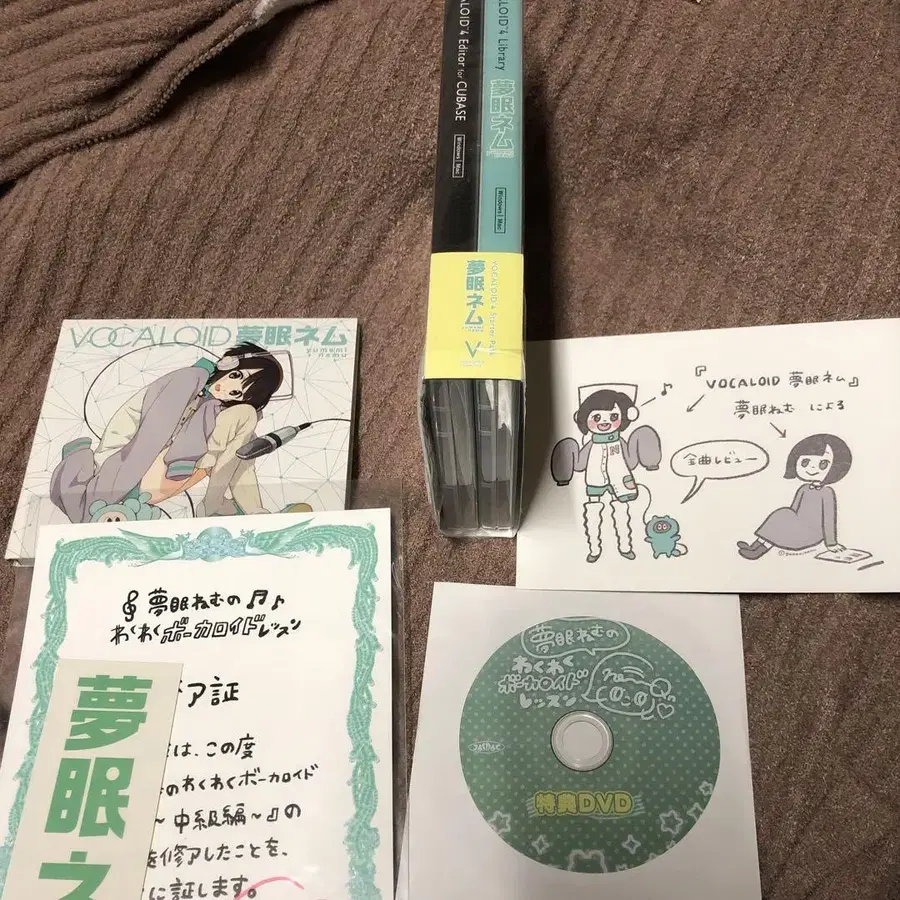 VOCALOID™4 Editor for CUBASE
Windows | Mac
ALOID™4 Library
夢眠ネム
Windows | Mac
VOCALOID4 Starter Pack
夢眠ネム
VOCALOID 夢眠ネム
yumemi
nemu
『VOCALOID 夢眠ネム』
夢眠ねむ による
全曲レビュー
夢眠ねむの
わくわくボーカロイドレッスン
ア証
は、この度
のわくわくボーカロイド
~中級編~』の
を修了したことを、
に証します。
夢眠ネ
夢眠ねむの
わくわく
ボーカロイド
レッスン
JASRAC
特典DVD